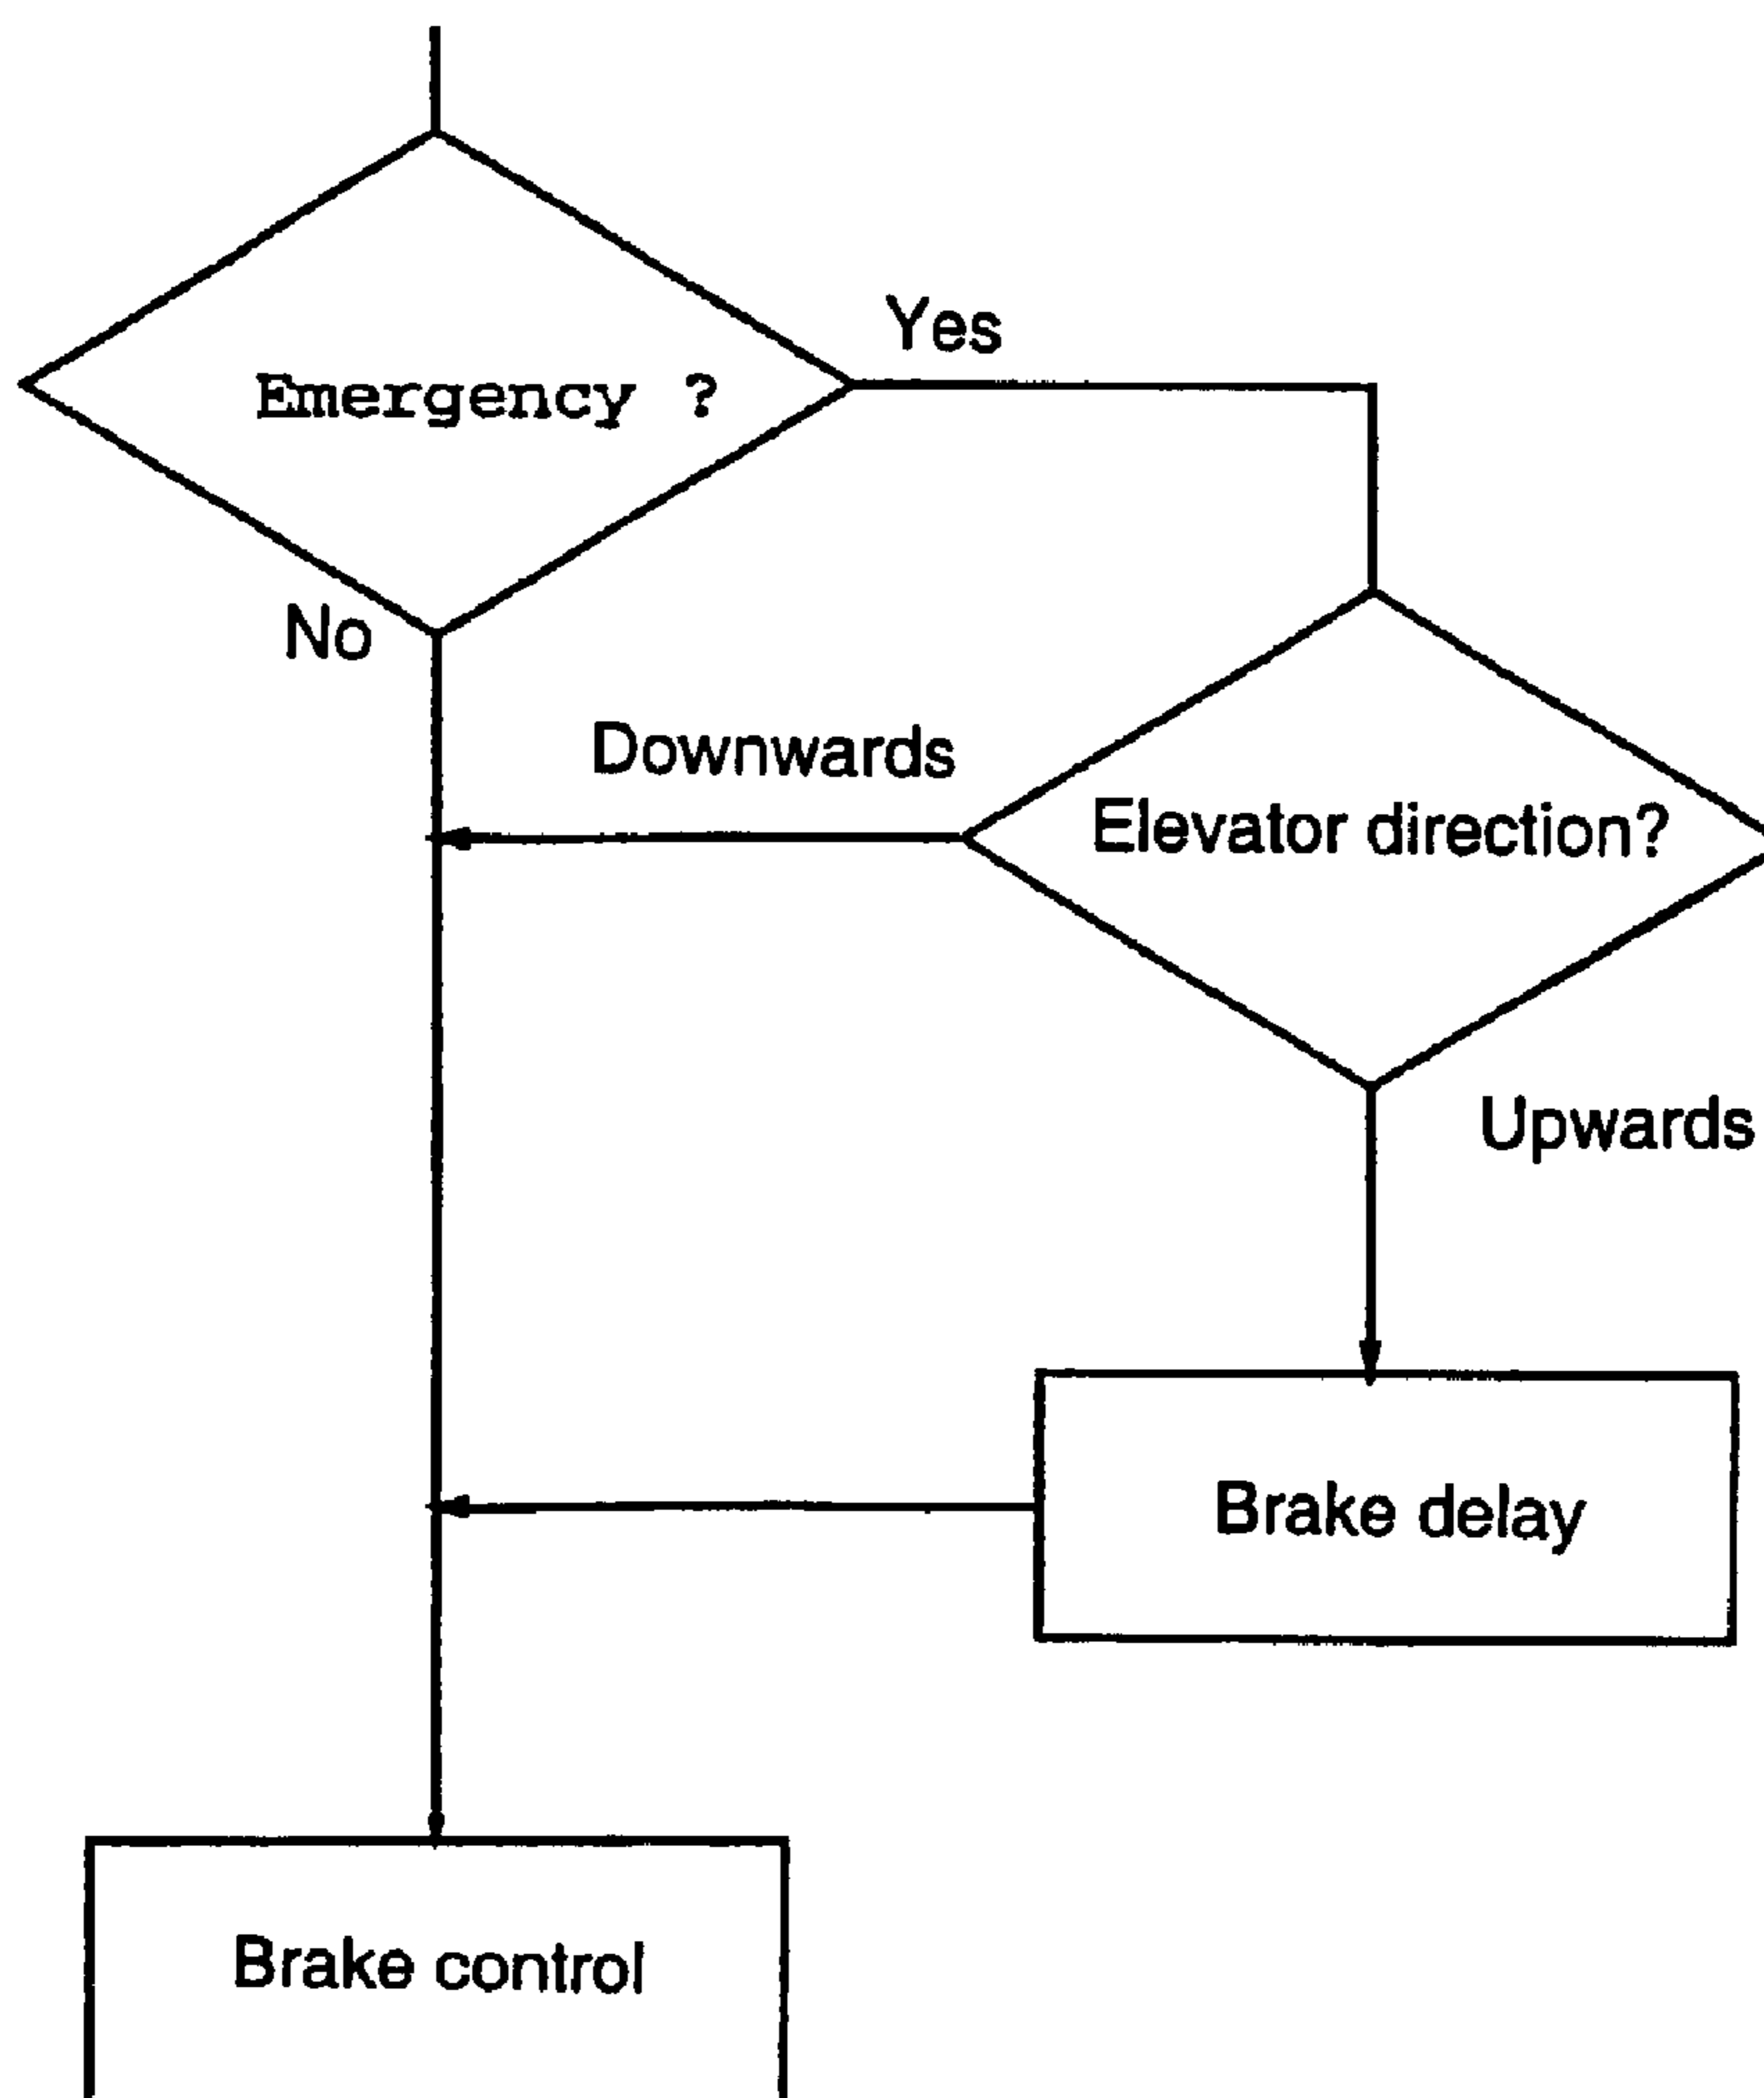 Yes
Emergency ?
No
Downwards
Elevator direction?
Upwards
Brake delay
Brake control